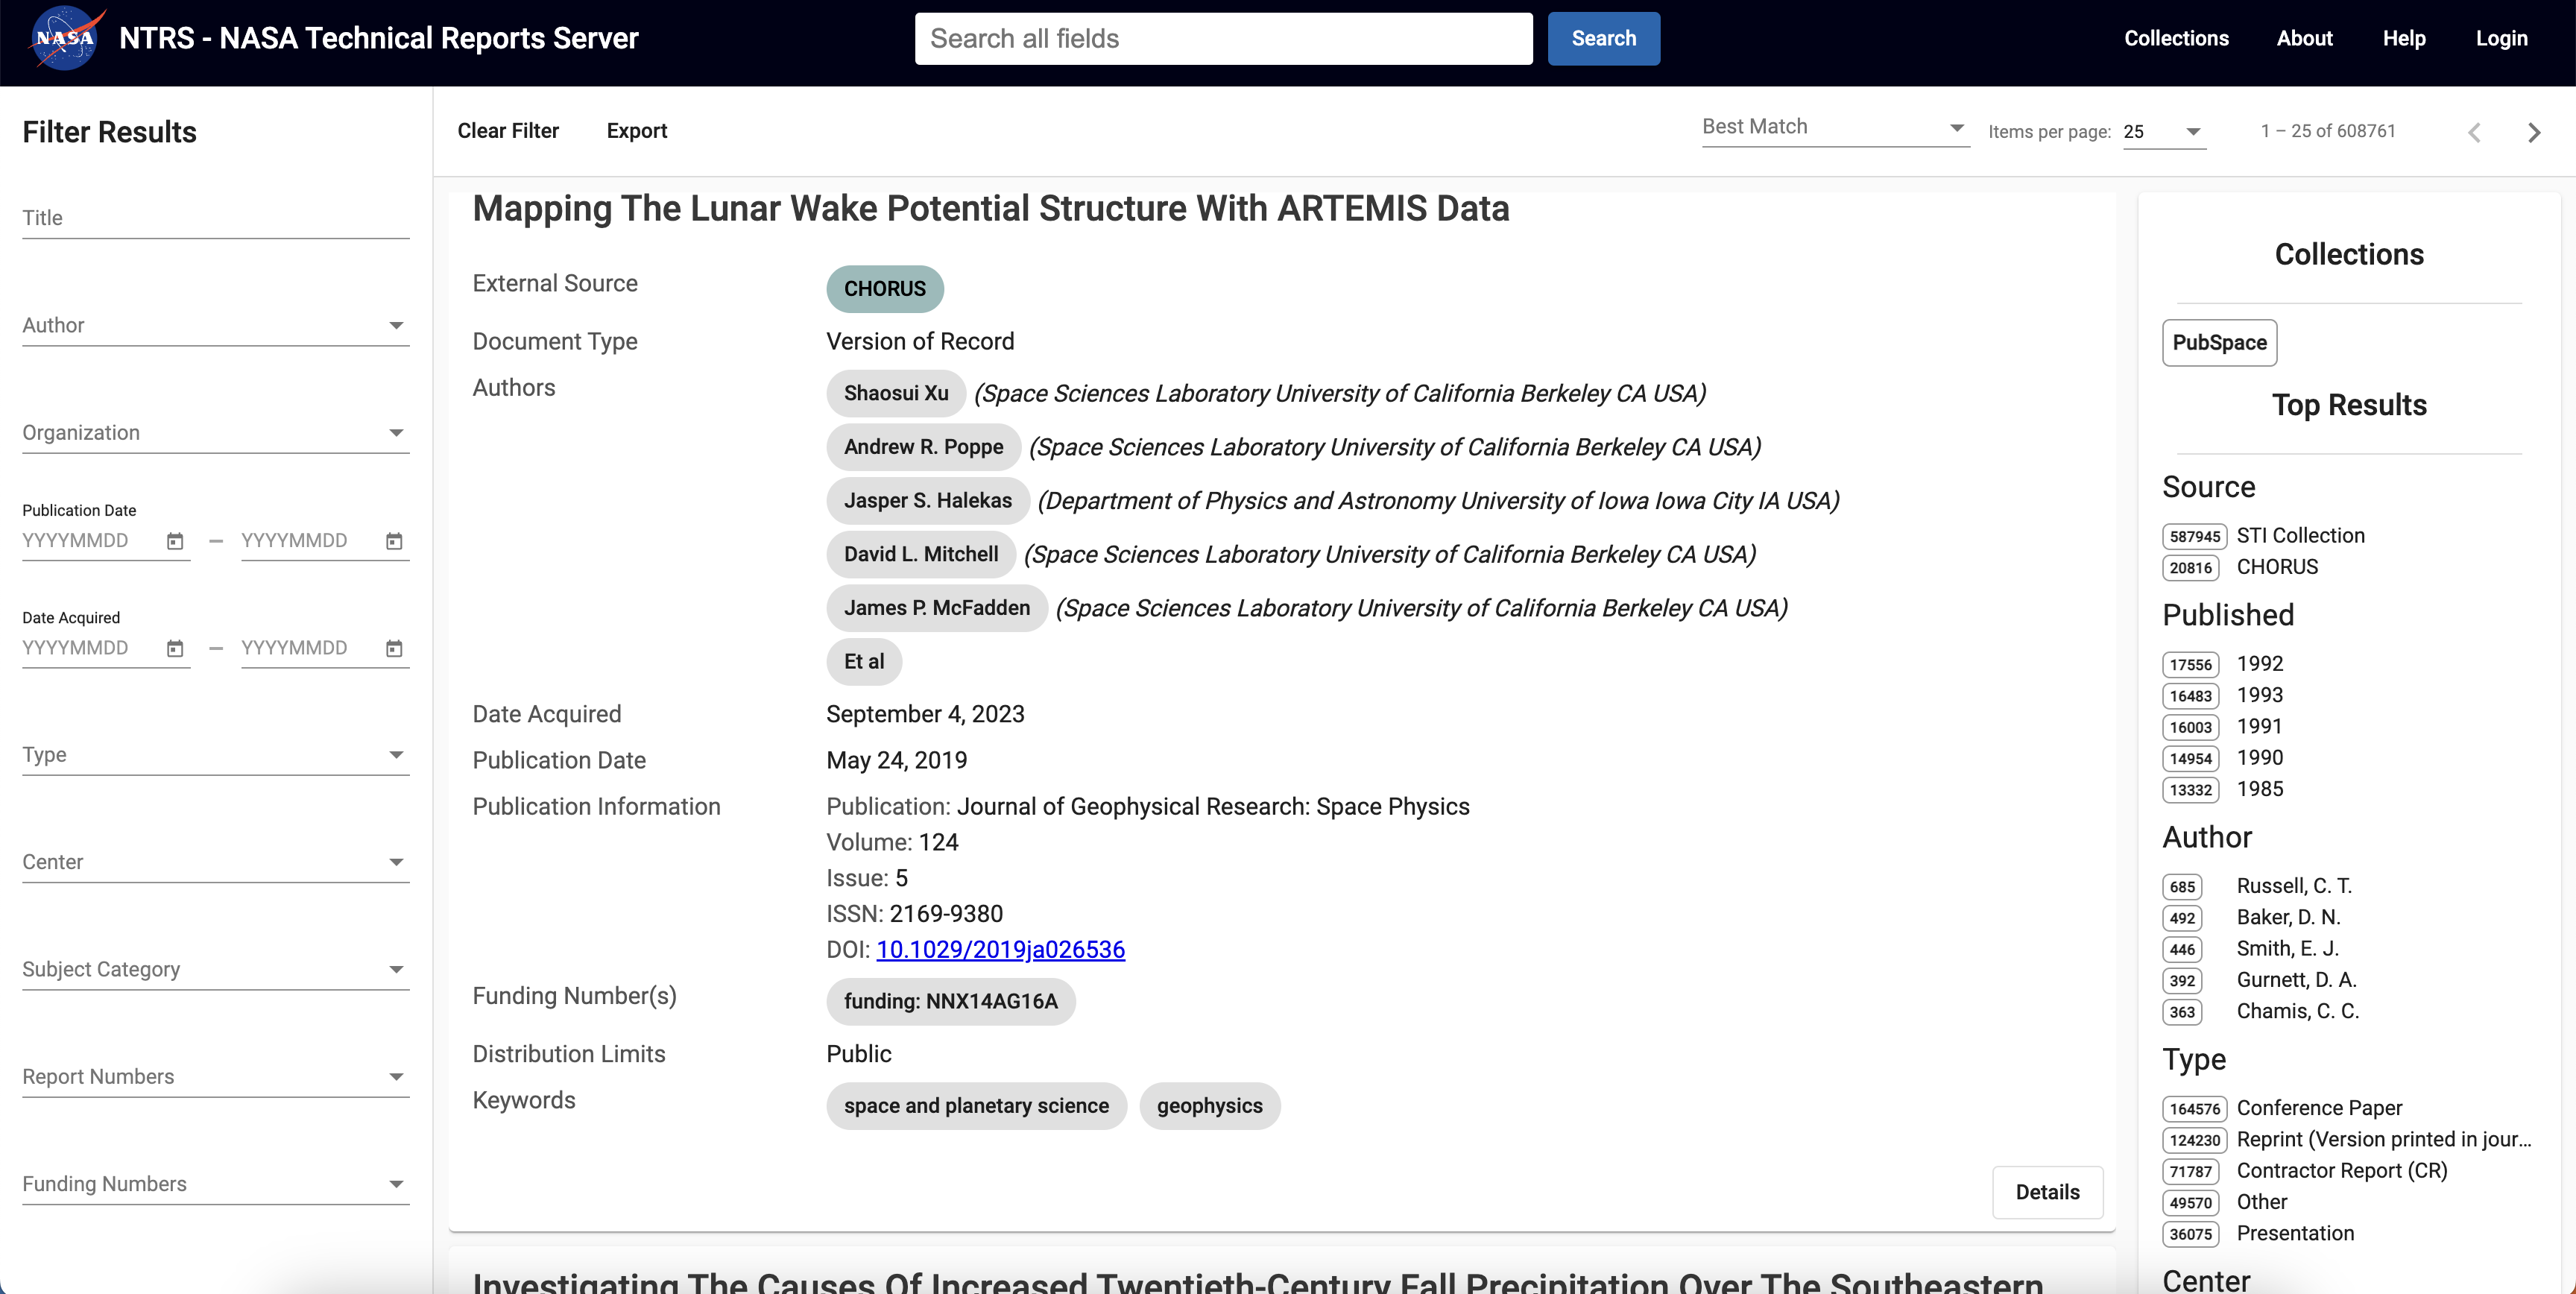 NASA
NTRS - NASA Technical Reports Server
Search all fields
Search
Collections
About
Help
Login
Filter Results
Title
Author
Organization
Publication Date
YYYYMMDD – YYYYMMDD
Date Acquired
YYYYMMDD – YYYYMMDD
Type
Center
Subject Category
Report Numbers
Funding Numbers
Clear Filter
Export
Best Match
Items per page: 25
1 – 25 of 608761
Mapping The Lunar Wake Potential Structure With ARTEMIS Data
External Source CHORUS
Document Type Version of Record
Authors Shaosui Xu (Space Sciences Laboratory University of California Berkeley CA USA)
Andrew R. Poppe (Space Sciences Laboratory University of California Berkeley CA USA)
Jasper S. Halekas (Department of Physics and Astronomy University of Iowa Iowa City IA USA)
David L. Mitchell (Space Sciences Laboratory University of California Berkeley CA USA)
James P. McFadden (Space Sciences Laboratory University of California Berkeley CA USA)
Et al
Date Acquired September 4, 2023
Publication Date May 24, 2019
Publication Information Publication: Journal of Geophysical Research: Space Physics
Volume: 124
Issue: 5
ISSN: 2169-9380
DOI: 10.1029/2019ja026536
Funding Number(s) funding: NNX14AG16A
Distribution Limits Public
Keywords space and planetary science geophysics
Details
Investigating The Causes Of Increased Twentieth-Century Fall Precipitation Over The Southeastern
Collections
PubSpace
Top Results
Source
587945 STI Collection
20816 CHORUS
Published
17556 1992
16483 1993
16003 1991
14954 1990
13332 1985
Author
685 Russell, C. T.
492 Baker, D. N.
446 Smith, E. J.
392 Gurnett, D. A.
363 Chamis, C. C.
Type
164576 Conference Paper
124230 Reprint (Version printed in jour...
71787 Contractor Report (CR)
49570 Other
36075 Presentation
Center